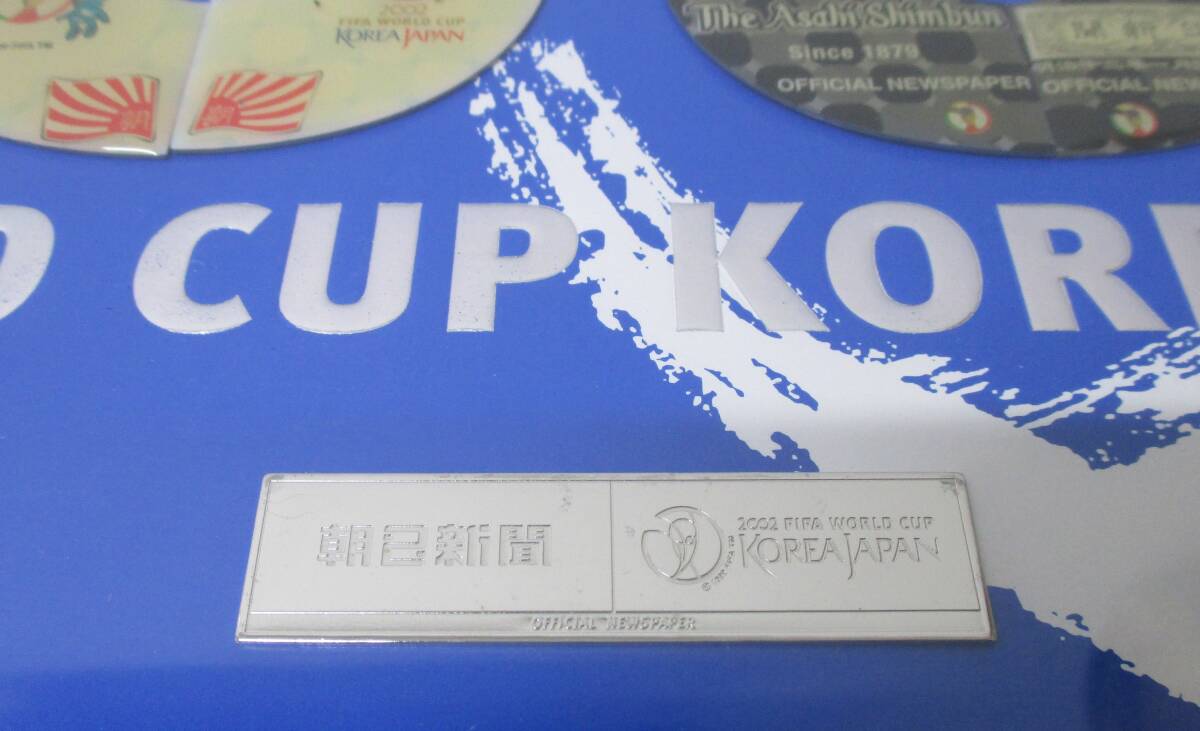 2002
FIFA WORLD CUP
KOREA JAPAN
The Asahi Shimbun
Since 1879
OFFICIAL NEWSPAPER
OFFICIAL NEW
D CUP KORE
朝日新聞
2002 FIFA WORLD CUP
KOREA JAPAN
OFFICIAL NEWSPAPER